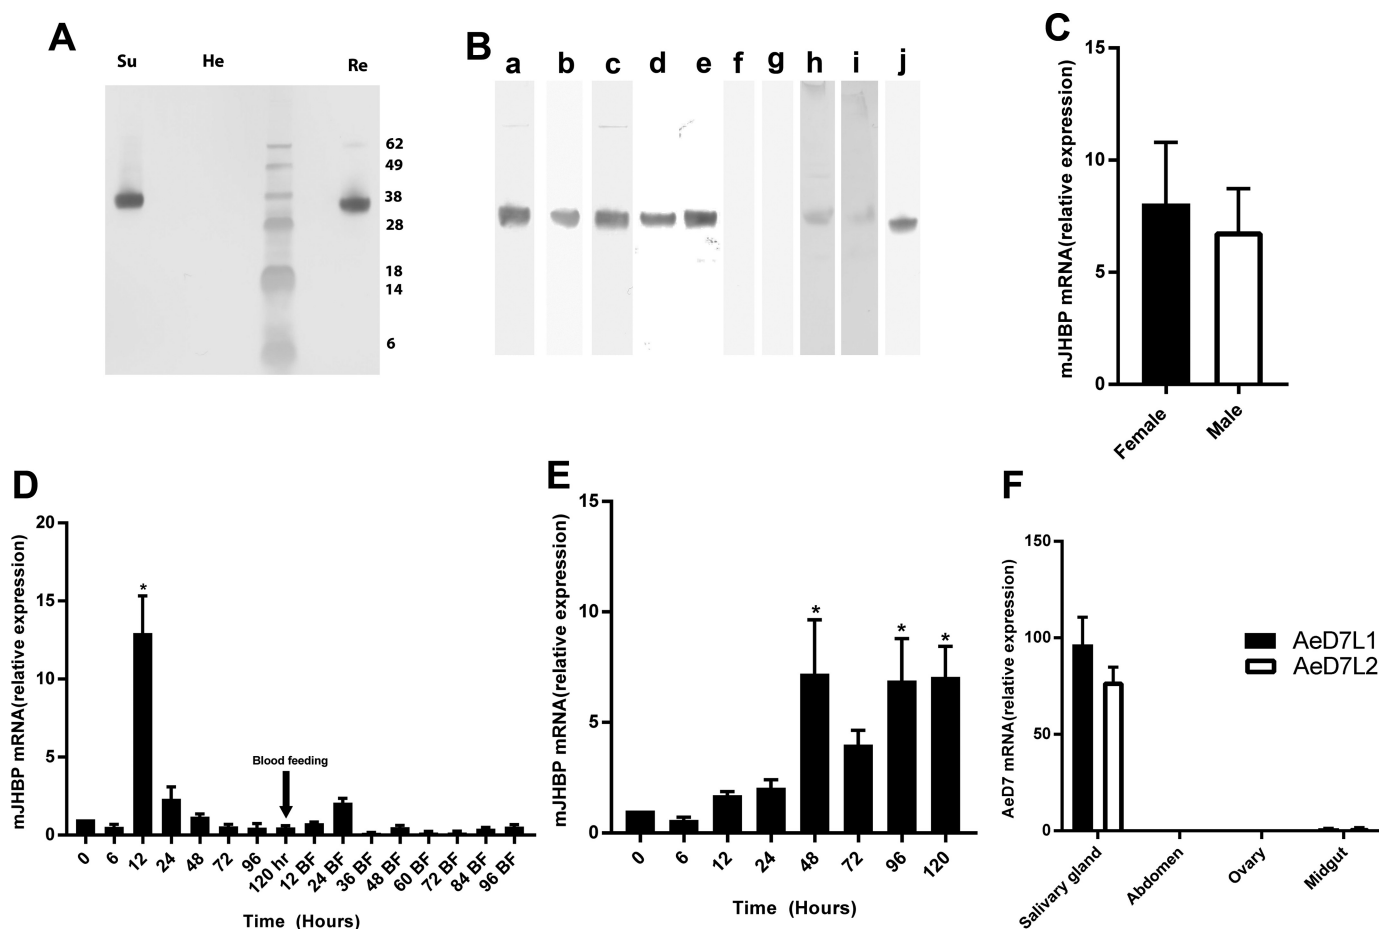 A
Su He Re
62
49
38
28
18
14
6
B
a b c d e f g h i j
C
mJHBP mRNA(relative expression)
15
10
5
0
Female Male
D
mJHBP mRNA(relative expression)
20
15
10
5
0
*
Blood feeding
0 6 12 24 48 72 96 120 hr 12 BF 24 BF 36 BF 48 BF 60 BF 72 BF 84 BF 96 BF
Time (Hours)
E
mJHBP mRNA(relative expression)
15
10
5
0
* * *
0 6 12 24 48 72 96 120
Time (Hours)
F
AeD7 mRNA(relative expression)
150
100
50
0
AeD7L1
AeD7L2
Salivary gland Abdomen Ovary Midgut